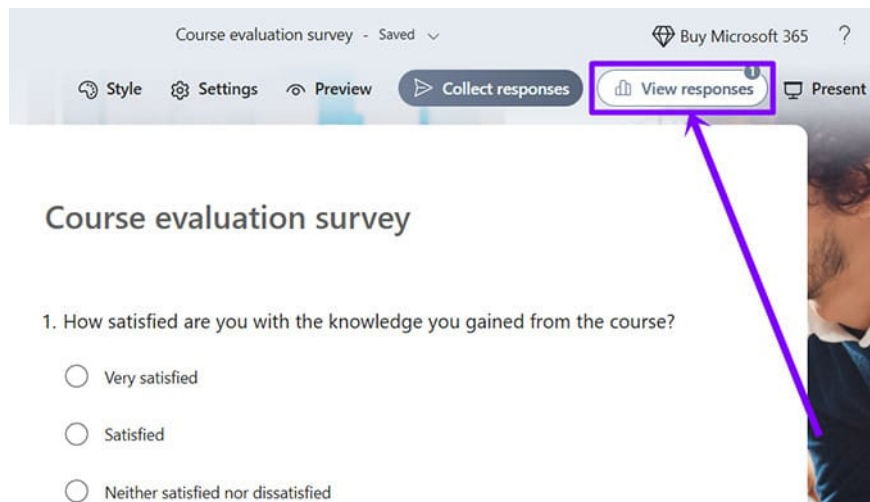 Course evaluation survey - Saved
Buy Microsoft 365 ?
Style Settings Preview Collect responses View responses 1 Present
Course evaluation survey
1. How satisfied are you with the knowledge you gained from the course?
Very satisfied
Satisfied
Neither satisfied nor dissatisfied